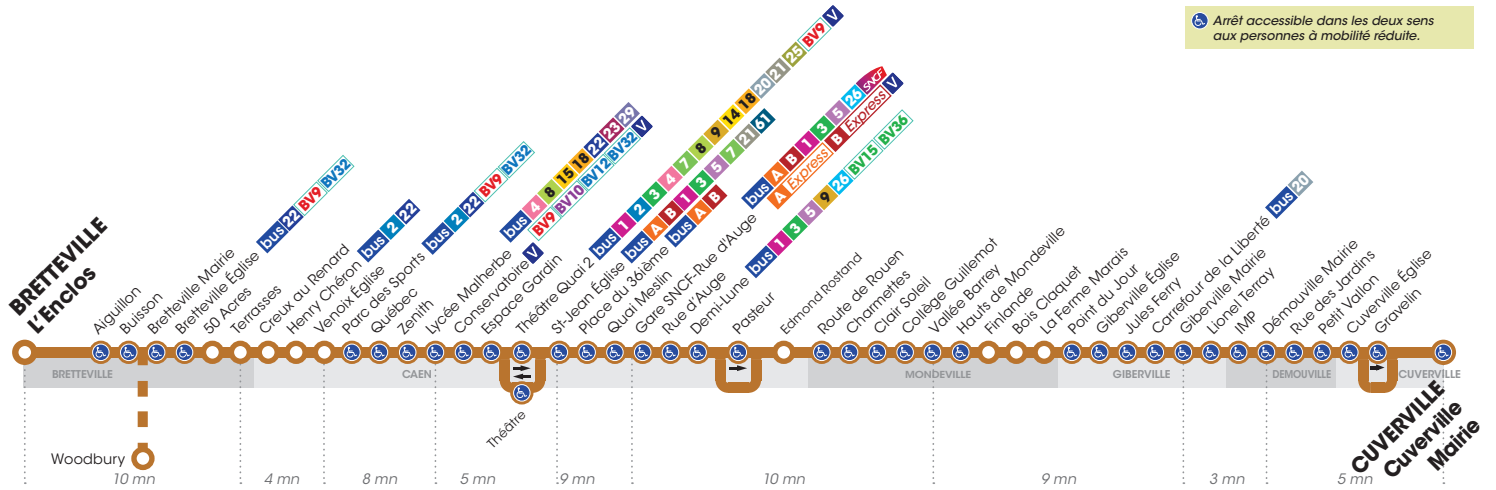 Arrêt accessible dans les deux sens
aux personnes à mobilité réduite.
BRETTEVILLE
L'Enclos
Aiguillon
Buisson
Bretteville Mairie
Bretteville Église bus 22 BV9 BV32
50 Acres
Terrasses
Creux au Renard
Henry Chéron bus 2 22
Venoix Église
Parc des Sports bus 2 22 BV9 BV32
Québec
Zenith
Lycée Malherbe bus 4 8 15 18 22 23 29
BV9 BV10 BV12 BV32 V
Conservatoire V
Espace Gardin
Théâtre Quai 2 bus 1 2 3 4 7 8 9 14 18 20 21 25 BV9 V
St-Jean Église bus A B 1 3 5 7 21 61
Place du 36ième bus A B
Quai Meslin
Gare SNCF-Rue d'Auge bus A B 1 3 5 26 SNCF
A Express B Express V
Rue d'Auge
Demi-Lune bus 1 3 5 9 26 BV15 BV36
Pasteur
Edmond Rostand
Route de Rouen
Charmettes
Clair Soleil
Collège Guillemot
Vallée Barrey
Hauts de Mondeville
Finlande
Bois Claquet
La Ferme Marais
Point du Jour
Giberville Église
Jules Ferry
Carrefour de la Liberté bus 20
Giberville Mairie
Lionel Terray
IMP
Démouville Mairie
Rue des Jardins
Petit Vallon
Cuverville Église
Gravelin
BRETTEVILLE
CAEN
MONDEVILLE
GIBERVILLE
DEMOUVILLE
CUVERVILLE
Théâtre
CUVERVILLE
Cuverville
Mairie
Woodbury
10 mn
4 mn
8 mn
5 mn
9 mn
10 mn
9 mn
3 mn
5 mn